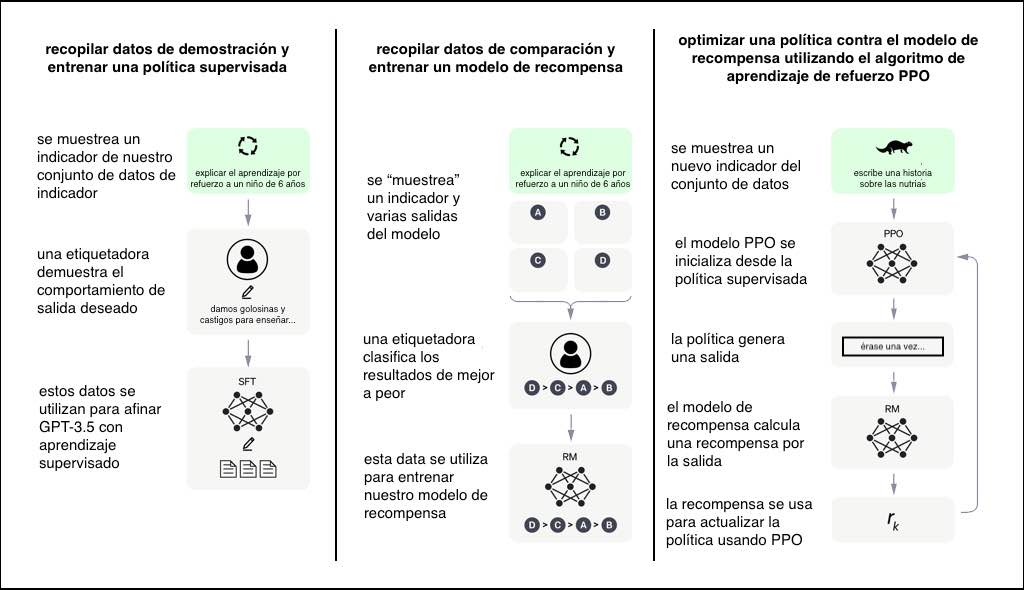 recopilar datos de demostración y
entrenar una política supervisada
se muestrea un
indicador de nuestro
conjunto de datos de
indicador
explicar el aprendizaje por
refuerzo a un niño de 6 años
una etiquetadora
demuestra el
comportamiento de
salida deseado
damos golosinas y
castigos para enseñar...
estos datos se
utilizan para afinar
GPT-3.5 con
aprendizaje
supervisado
SFT
recopilar datos de comparación y
entrenar un modelo de recompensa
se “muestrea”
un indicador y
varias salidas
del modelo
explicar el aprendizaje por
refuerzo a un niño de 6 años
A B
C D
una etiquetadora
clasifica los
resultados de mejor
a peor
D > C > A > B
esta data se utiliza
para entrenar
nuestro modelo de
recompensa
RM
D > C > A > B
optimizar una política contra el modelo de
recompensa utilizando el algoritmo de
aprendizaje de refuerzo PPO
se muestrea un
nuevo indicador del
conjunto de datos
escribe una historia
sobre las nutrias
el modelo PPO se
inicializa desde la
política supervisada
PPO
la política genera
una salida
érase una vez...
el modelo de
recompensa calcula
una recompensa por
la salida
RM
la recompensa se usa
para actualizar la
política usando PPO
rk